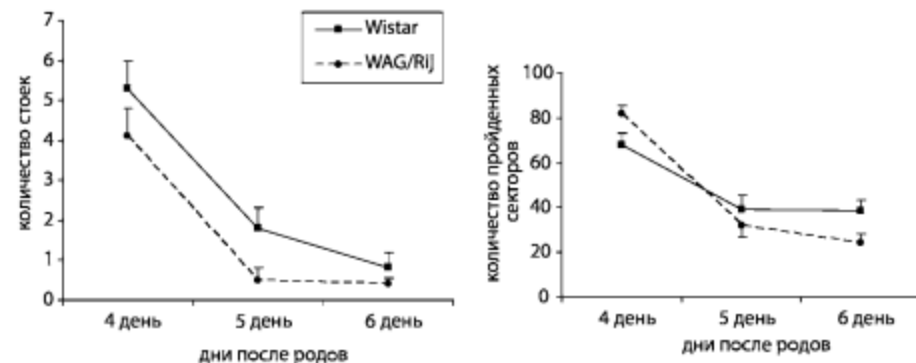 Wistar
WAG/RiJ
количество стоек
7
6
5
4
3
2
1
0
4 день
5 день
6 день
дни после родов
количество пройденных
секторов
100
80
60
40
20
0
4 день
5 день
6 день
дни после родов